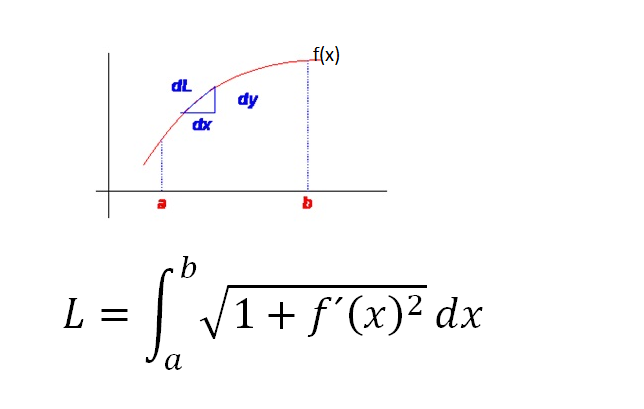 f(x)
dL
dy
dx
a b
L = ∫_a^b √(1 + f´(x)²) dx